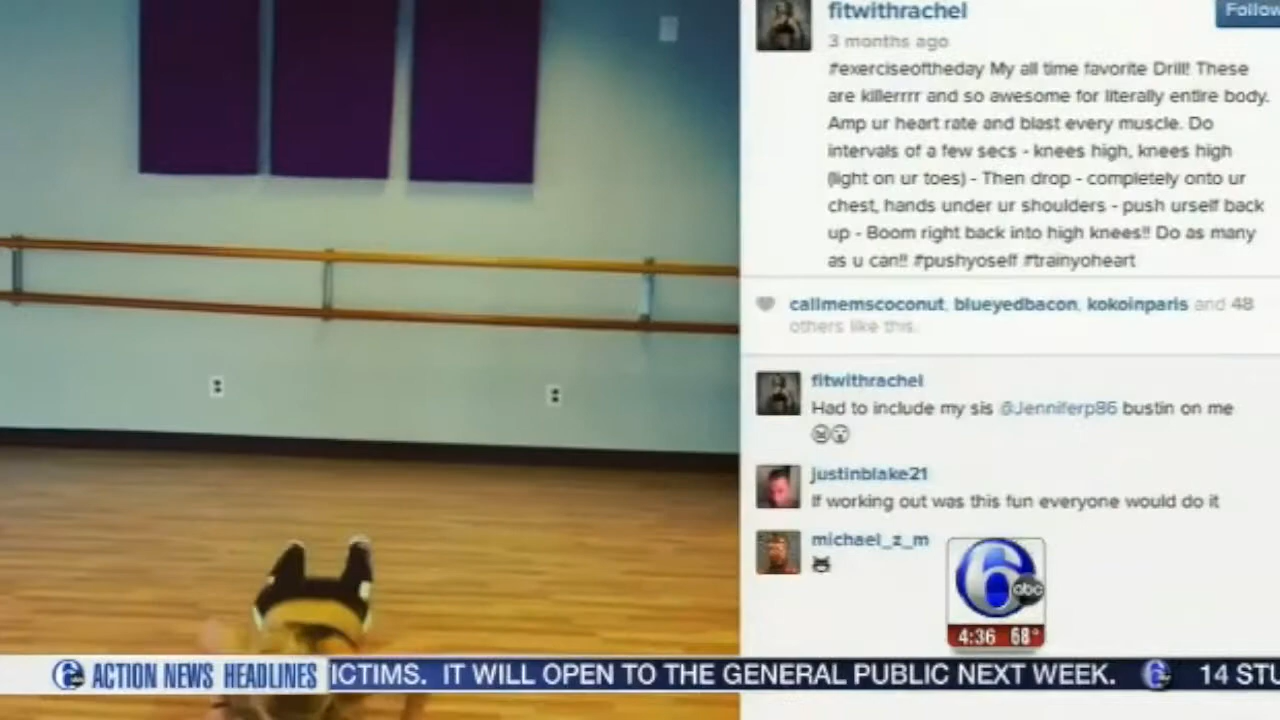 fitwithrachel
Follow
3 months ago
#exerciseoftheday My all time favorite Drill! These
are killerrrr and so awesome for literally entire body.
Amp ur heart rate and blast every muscle. Do
intervals of a few secs - knees high, knees high
(light on ur toes) - Then drop - completely onto ur
chest, hands under ur shoulders - push urself back
up - Boom right back into high knees!! Do as many
as u can!! #pushyoself #trainyoheart
callmemscoconut, blueyedbacon, kokoinparis and 48
others like this.
fitwithrachel
Had to include my sis @Jenniferp86 bustin on me
justinblake21
If working out was this fun everyone would do it
michael_z_m
6 abc
4:36 68°
6 ACTION NEWS HEADLINES ICTIMS. IT WILL OPEN TO THE GENERAL PUBLIC NEXT WEEK. 6 14 STU